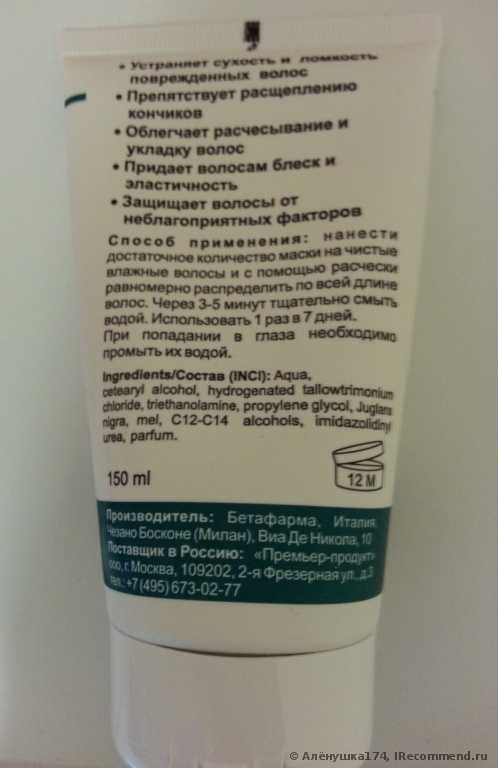 • Устраняет сухость и ломкость
поврежденных волос
• Препятствует расщеплению
кончиков
• Облегчает расчесывание и
укладку волос
• Придает волосам блеск и
эластичность
• Защищает волосы от
неблагоприятных факторов
Способ применения: нанести
достаточное количество маски на чистые
влажные волосы и с помощью расчески
равномерно распределить по всей длине
волос. Через 3-5 минут тщательно смыть
водой. Использовать 1 раз в 7 дней.
При попадании в глаза необходимо
промыть их водой.
Ingredients/Состав (INCI): Aqua,
cetearyl alcohol, hydrogenated tallowtrimonium
chloride, triethanolamine, propylene glycol, Juglans
nigra, mel, C12-C14 alcohols, imidazolidinyl
urea, parfum.
150 ml
12 M
Производитель: Бетафарма, Италия,
Чезано Босконе (Милан), Виа Де Никола, 10
Поставщик в Россию: «Премьер-продукт»
ооо, г. Москва, 109202, 2-я Фрезерная ул., д.3
тел.: +7 (495) 673-02-77
© Алёнушка174, IRecommend.ru